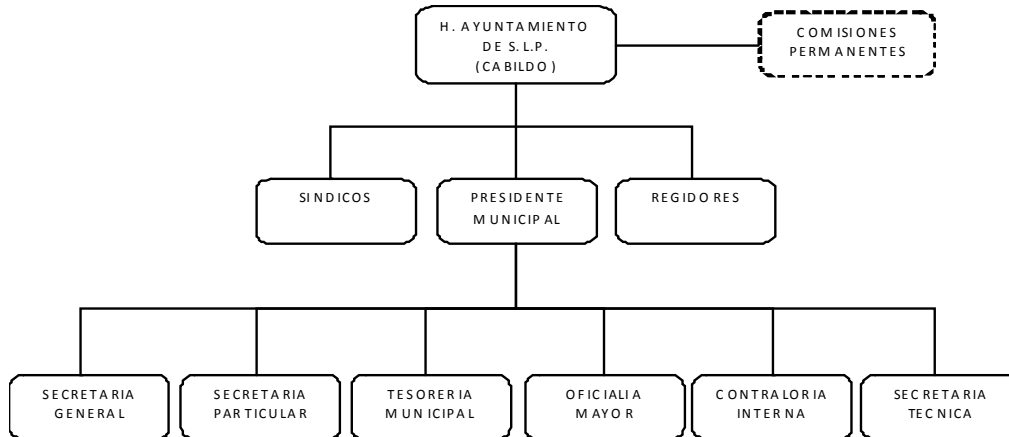 H. AYUNTAMIENTO
DE S.L.P.
(CABILDO)
COMISIONES
PERMANENTES
SINDICOS
PRESIDENTE
MUNICIPAL
REGIDORES
SECRETARIA
GENERAL
SECRETARIA
PARTICULAR
TESORERIA
MUNICIPAL
OFICIALIA
MAYOR
CONTRALORIA
INTERNA
SECRETARIA
TECNICA